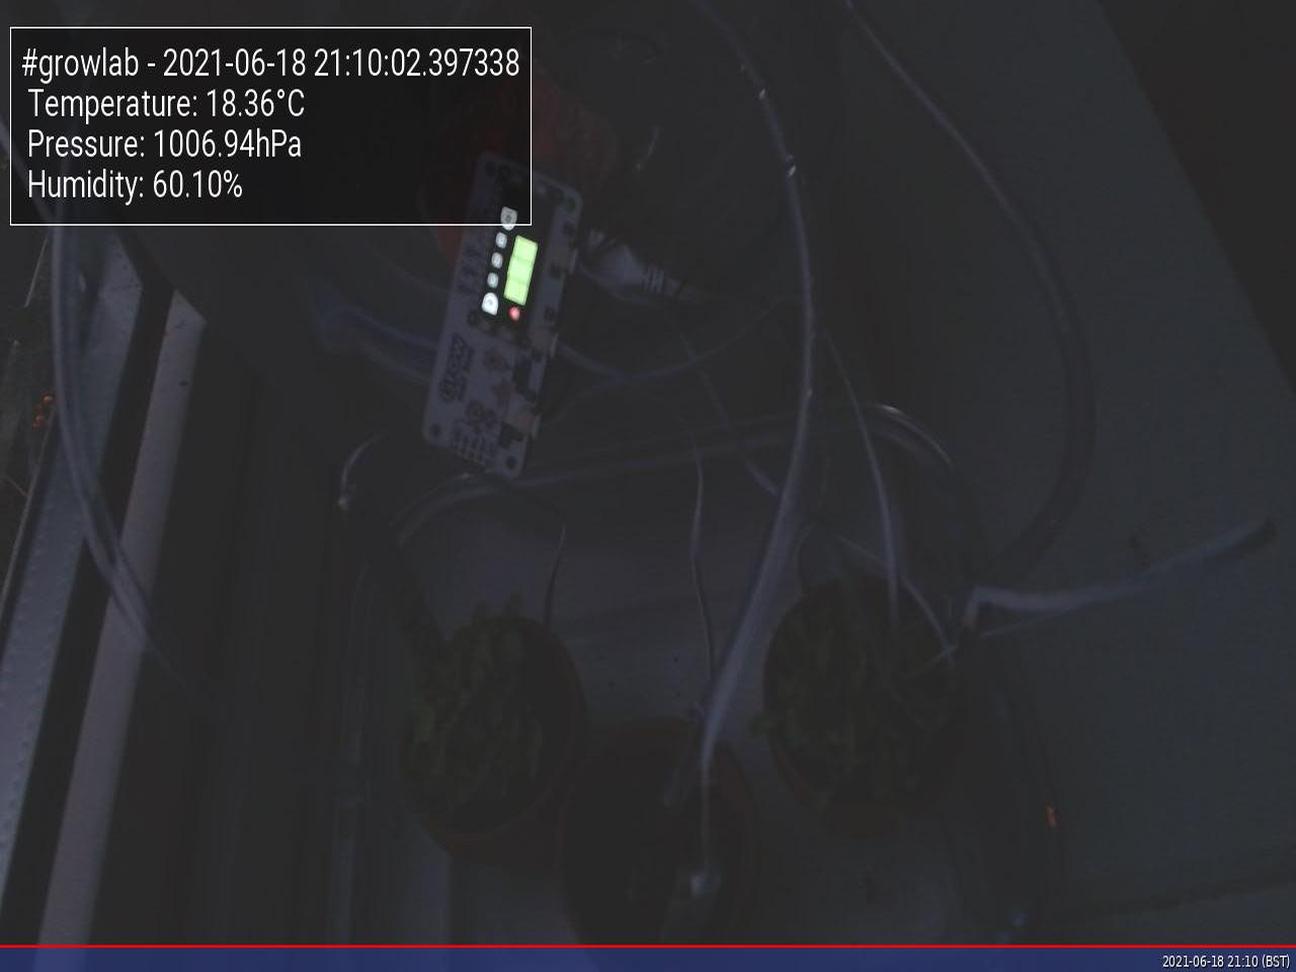 #growlab - 2021-06-18 21:10:02.397338
Temperature: 18.36°C
Pressure: 1006.94hPa
Humidity: 60.10%
2021-06-18 21:10 (BST)